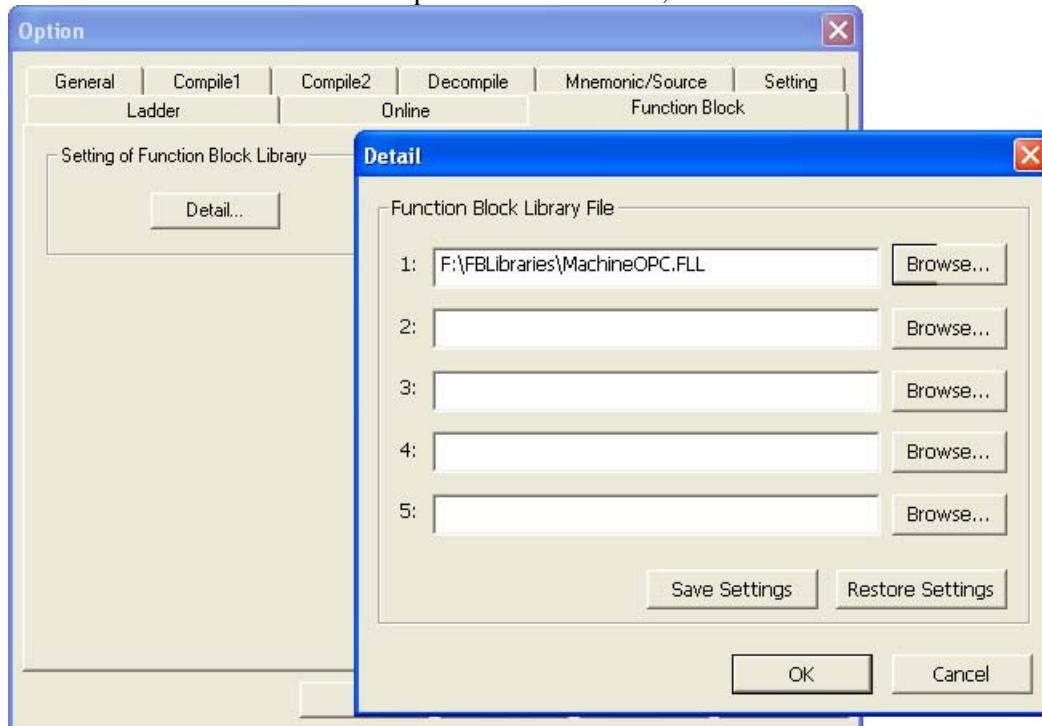 Option
General Compile1 Compile2 Decompile Mnemonic/Source Setting
Ladder Online Function Block
Setting of Function Block Library
Detail...
Detail
Function Block Library File
1: F:\FBLibraries\MachineOPC.FLL Browse...
2: Browse...
3: Browse...
4: Browse...
5: Browse...
Save Settings Restore Settings
OK Cancel